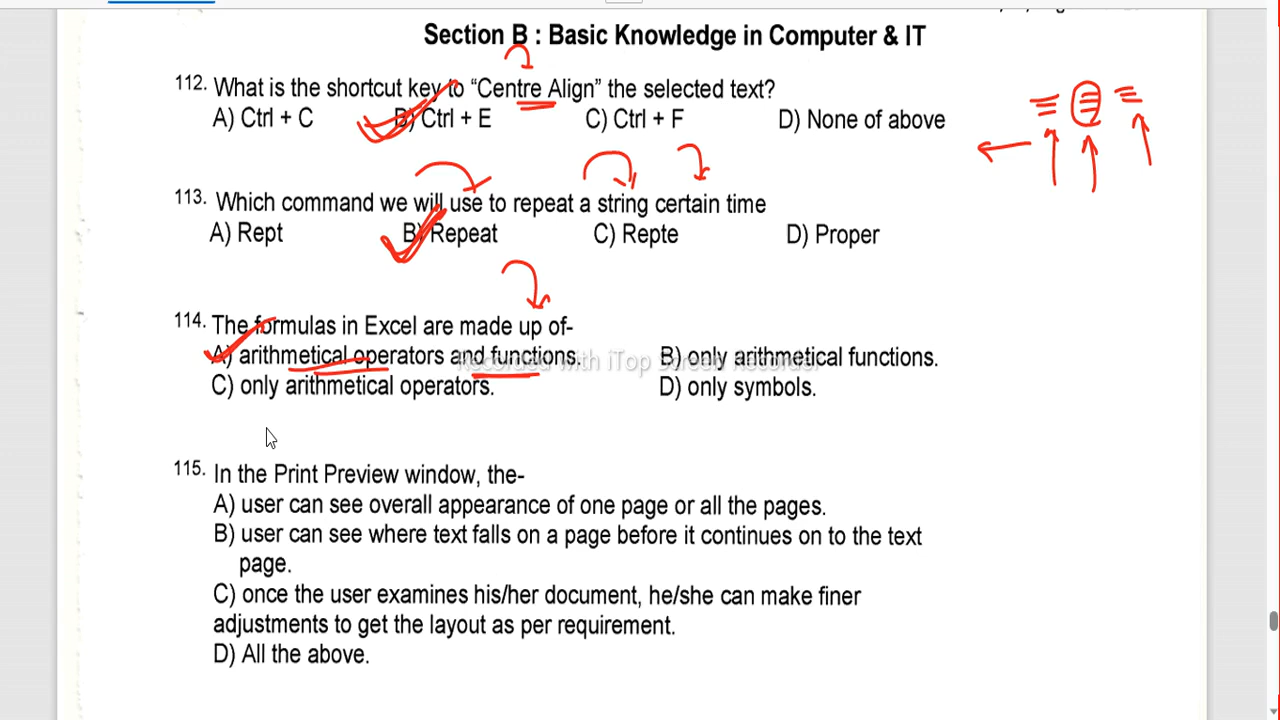 Section B : Basic Knowledge in Computer & IT
112. What is the shortcut key to “Centre Align” the selected text?
A) Ctrl + C B) Ctrl + E C) Ctrl + F D) None of above
113. Which command we will use to repeat a string certain time
A) Rept B) Repeat C) Repte D) Proper
114. The formulas in Excel are made up of-
A) arithmetical operators and functions. B) only arithmetical functions.
Recorded with iTop Screen Recorder
C) only arithmetical operators. D) only symbols.
115. In the Print Preview window, the-
A) user can see overall appearance of one page or all the pages.
B) user can see where text falls on a page before it continues on to the text
page.
C) once the user examines his/her document, he/she can make finer
adjustments to get the layout as per requirement.
D) All the above.